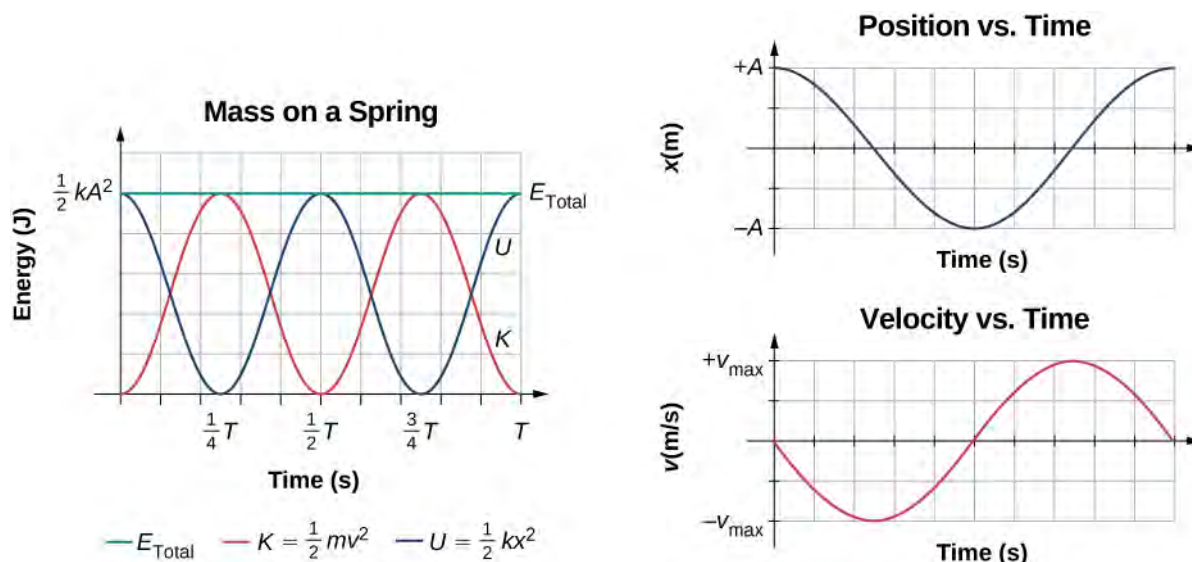 Mass on a Spring
½ kA²
E_Total
U
K
Energy (J)
¼ T
½ T
¾ T
T
Time (s)
E_Total
K = ½ mv²
U = ½ kx²
Position vs. Time
+A
x(m)
–A
Time (s)
Velocity vs. Time
+v_max
v(m/s)
–v_max
Time (s)